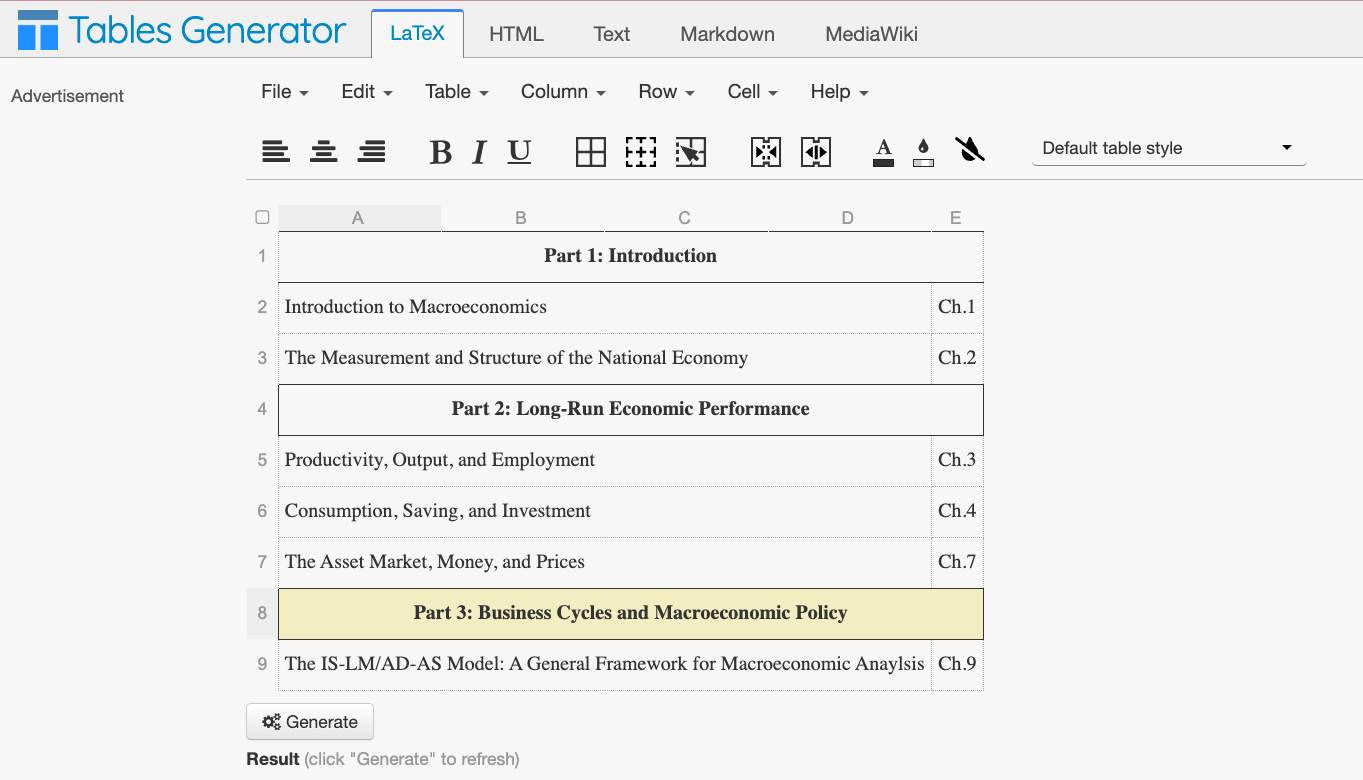 Tables Generator LaTeX HTML Text Markdown MediaWiki
Advertisement
File Edit Table Column Row Cell Help
B I U A Default table style
A B C D E
1 Part 1: Introduction
2 Introduction to Macroeconomics Ch.1
3 The Measurement and Structure of the National Economy Ch.2
4 Part 2: Long-Run Economic Performance
5 Productivity, Output, and Employment Ch.3
6 Consumption, Saving, and Investment Ch.4
7 The Asset Market, Money, and Prices Ch.7
8 Part 3: Business Cycles and Macroeconomic Policy
9 The IS-LM/AD-AS Model: A General Framework for Macroeconomic Anaylsis Ch.9
Generate
Result (click "Generate" to refresh)